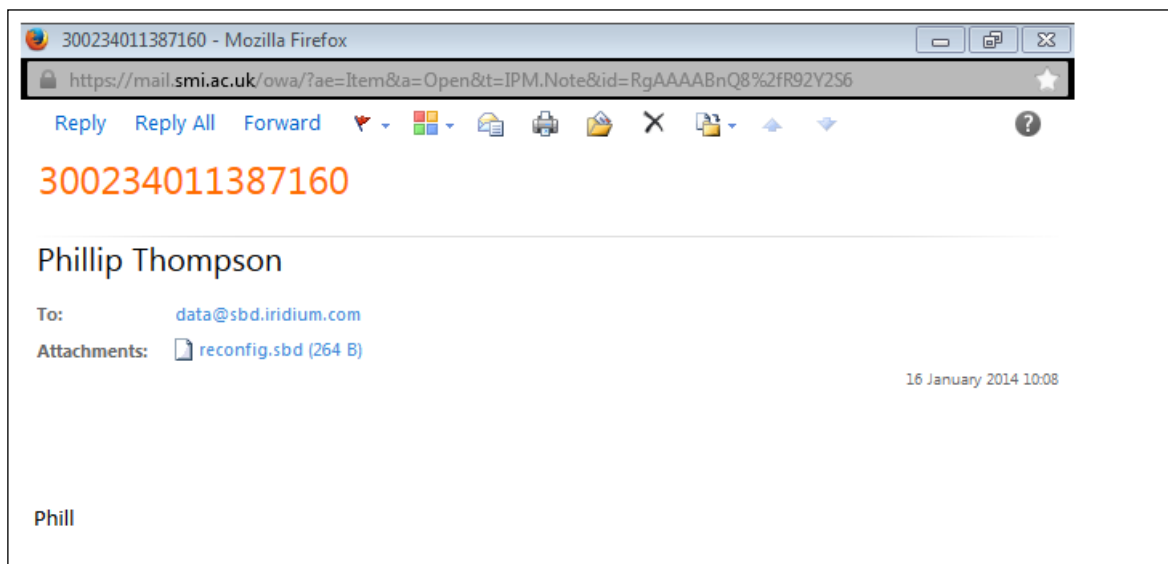 300234011387160 - Mozilla Firefox
https://mail.smi.ac.uk/owa/?ae=Item&a=Open&t=IPM.Note&id=RgAAAABnQ8%2fR92Y2S6
Reply Reply All Forward
300234011387160
Phillip Thompson
To: data@sbd.iridium.com
Attachments: reconfig.sbd (264 B)
16 January 2014 10:08
Phill